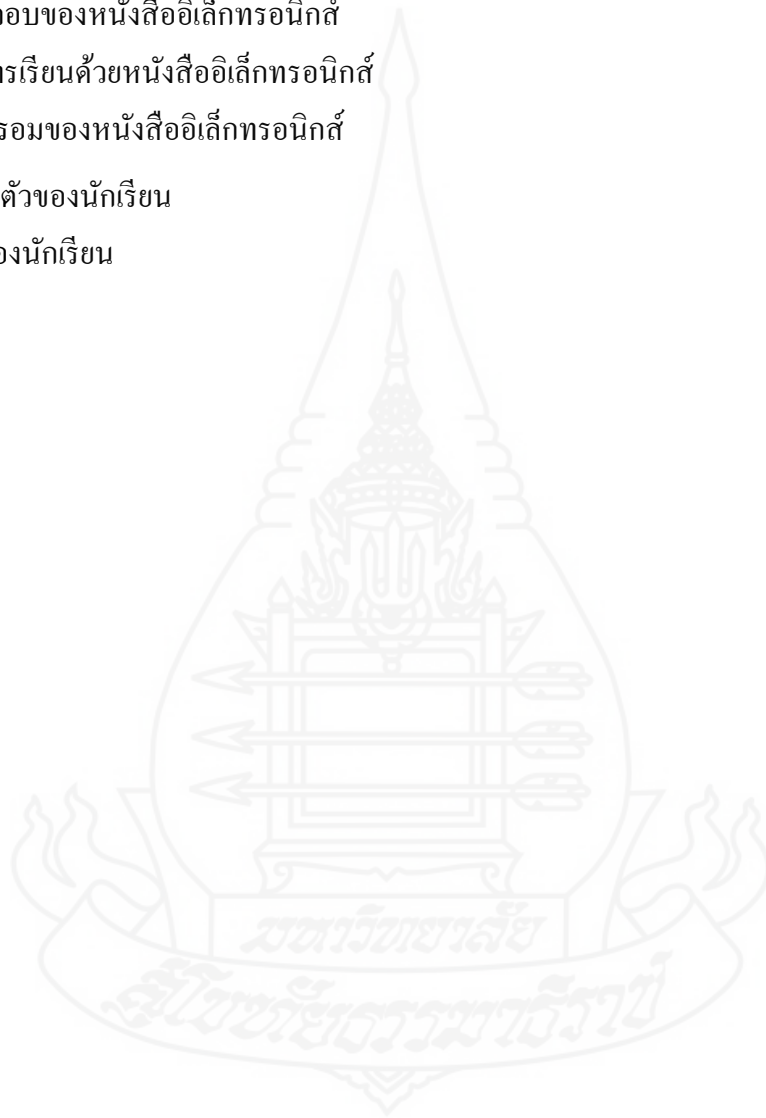 อบของหนังสืออิเล็กทรอนิกส์
รเรียนด้วยหนังสืออิเล็กทรอนิกส์
รอมของหนังสืออิเล็กทรอนิกส์
ตัวของนักเรียน
องนักเรียน
มหาวิทยาลัย
สุโขทัยธรรมาธิราช